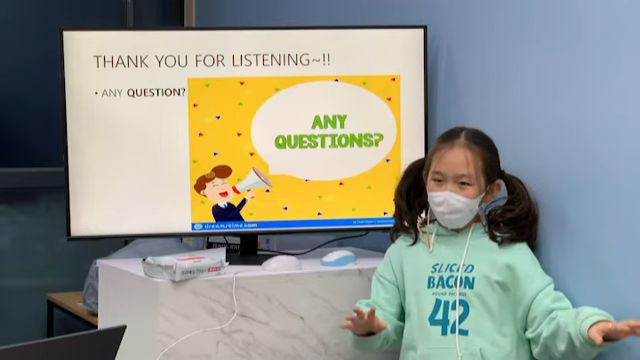 THANK YOU FOR LISTENING~!!
• ANY QUESTION?
ANY
QUESTIONS?
dreamstime.com
SLICED
BACON
42